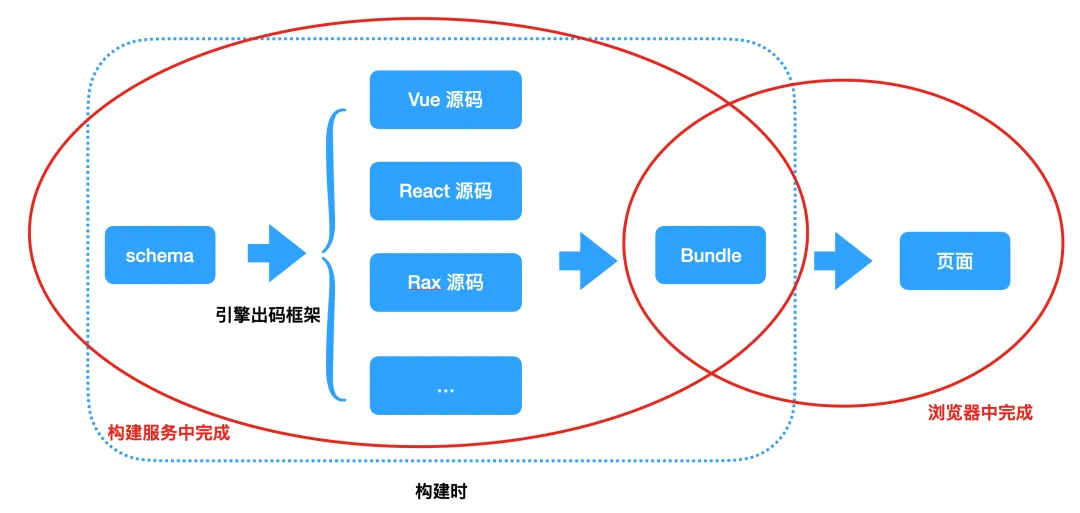 Vue 源码
React 源码
schema
Bundle
页面
Rax 源码
引擎出码框架
...
构建服务中完成
浏览器中完成
构建时